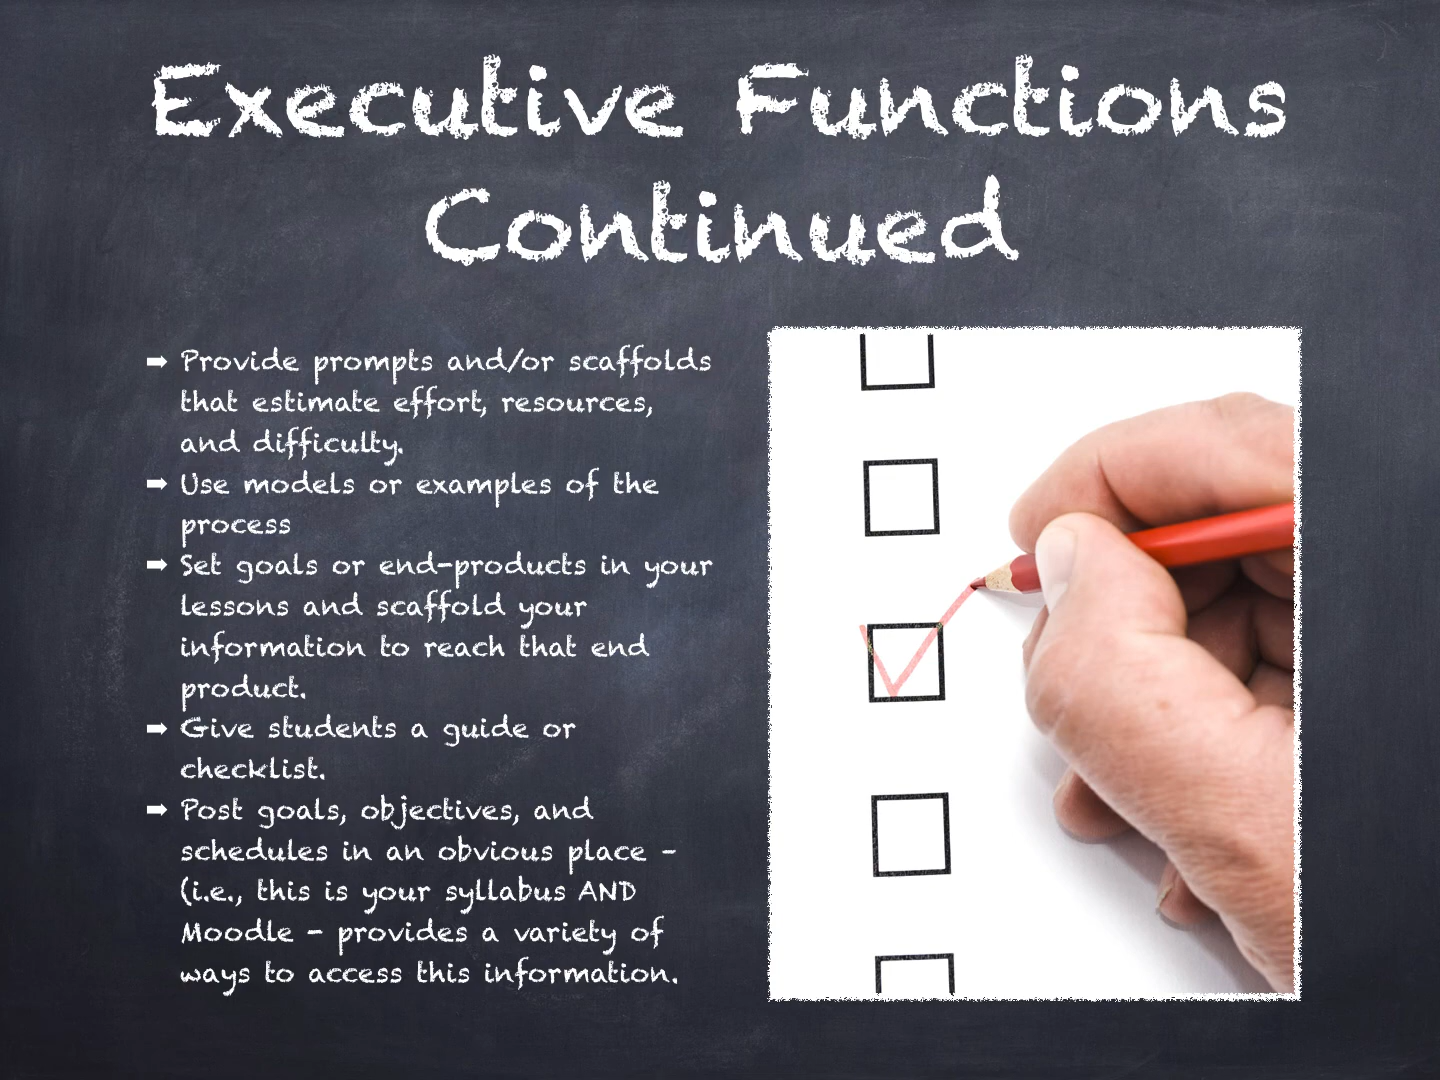 Executive Functions
Continued
➡ Provide prompts and/or scaffolds
that estimate effort, resources,
and difficulty.
➡ Use models or examples of the
process
➡ Set goals or end-products in your
lessons and scaffold your
information to reach that end
product.
➡ Give students a guide or
checklist.
➡ Post goals, objectives, and
schedules in an obvious place -
(i.e., this is your syllabus AND
Moodle - provides a variety of
ways to access this information.